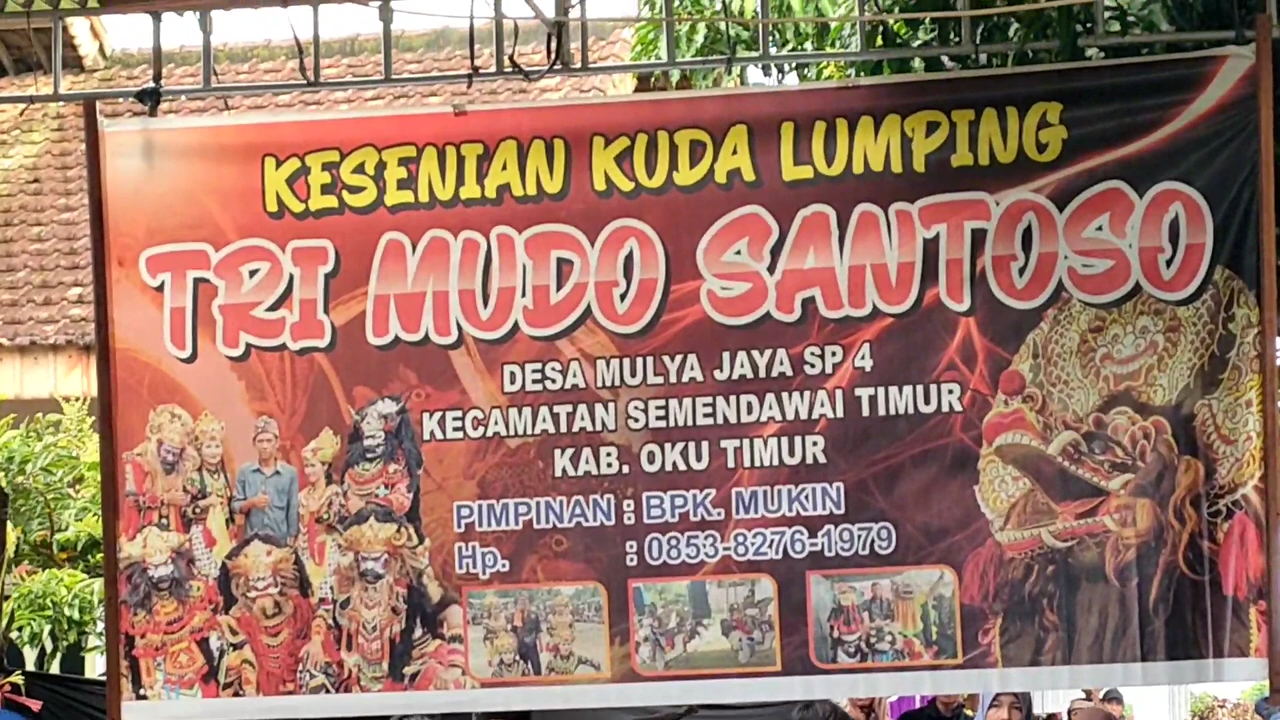 KESENIAN KUDA LUMPING
TRI MUDO SANTOSO
DESA MULYA JAYA SP 4
KECAMATAN SEMENDAWAI TIMUR
KAB. OKU TIMUR
PIMPINAN : BPK. MUKIN
Hp. : 0853-8276-1979